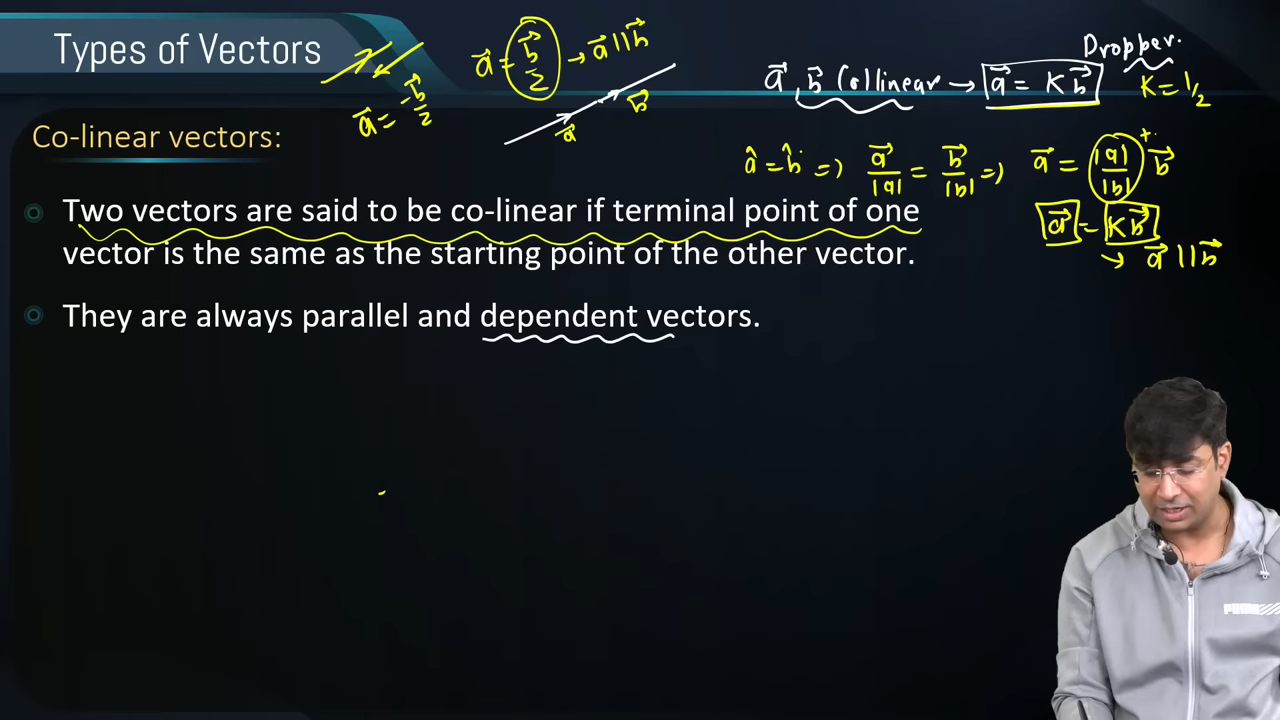 Types of Vectors
a⃗ = -b⃗/2
a⃗ = b⃗/2 → a⃗ || b⃗
a⃗
b⃗
Dropper.
a⃗, b⃗ Collinear → a⃗ = K b⃗
K = 1/2
Co-linear vectors:
â = b̂ ⇒ a⃗/|a| = b⃗/|b| ⇒ a⃗ = (|a|/|b|)⁺ b⃗
a⃗ = K b⃗
→ a⃗ || b⃗
Two vectors are said to be co-linear if terminal point of one
vector is the same as the starting point of the other vector.
They are always parallel and dependent vectors.
PUMA